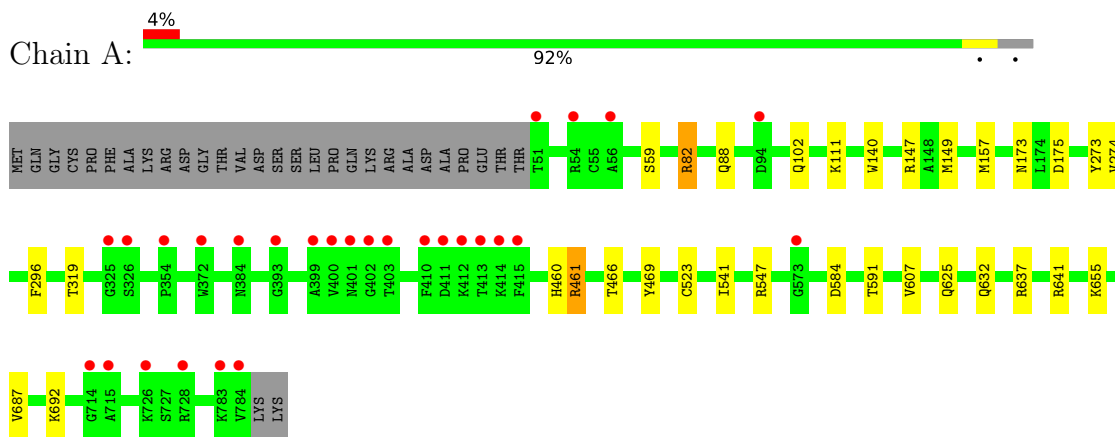 4%
Chain A:
92%
MET GLN GLY CYS PRO PHE ALA LYS ARG ASP GLY THR VAL ASP SER SER LEU PRO GLN LYS ARG ALA ASP ALA PRO GLU THR THR T51 R54 C55 A56 S59 R82 Q88 D94 Q102 K111 W140 R147 A148 M149 M157 N173 L174 D175 Y273
F296 T319 G325 S326 P354 W372 N384 G393 A399 V400 N401 G402 T403 F410 D411 K412 T413 K414 F415 H460 R461 T466 Y469 C523 I541 R547 G573 D584 T591 V607 Q625 Q632 R637 R641 K655
V687 K692 G714 A715 K726 S727 R728 K783 V784 LYS LYS